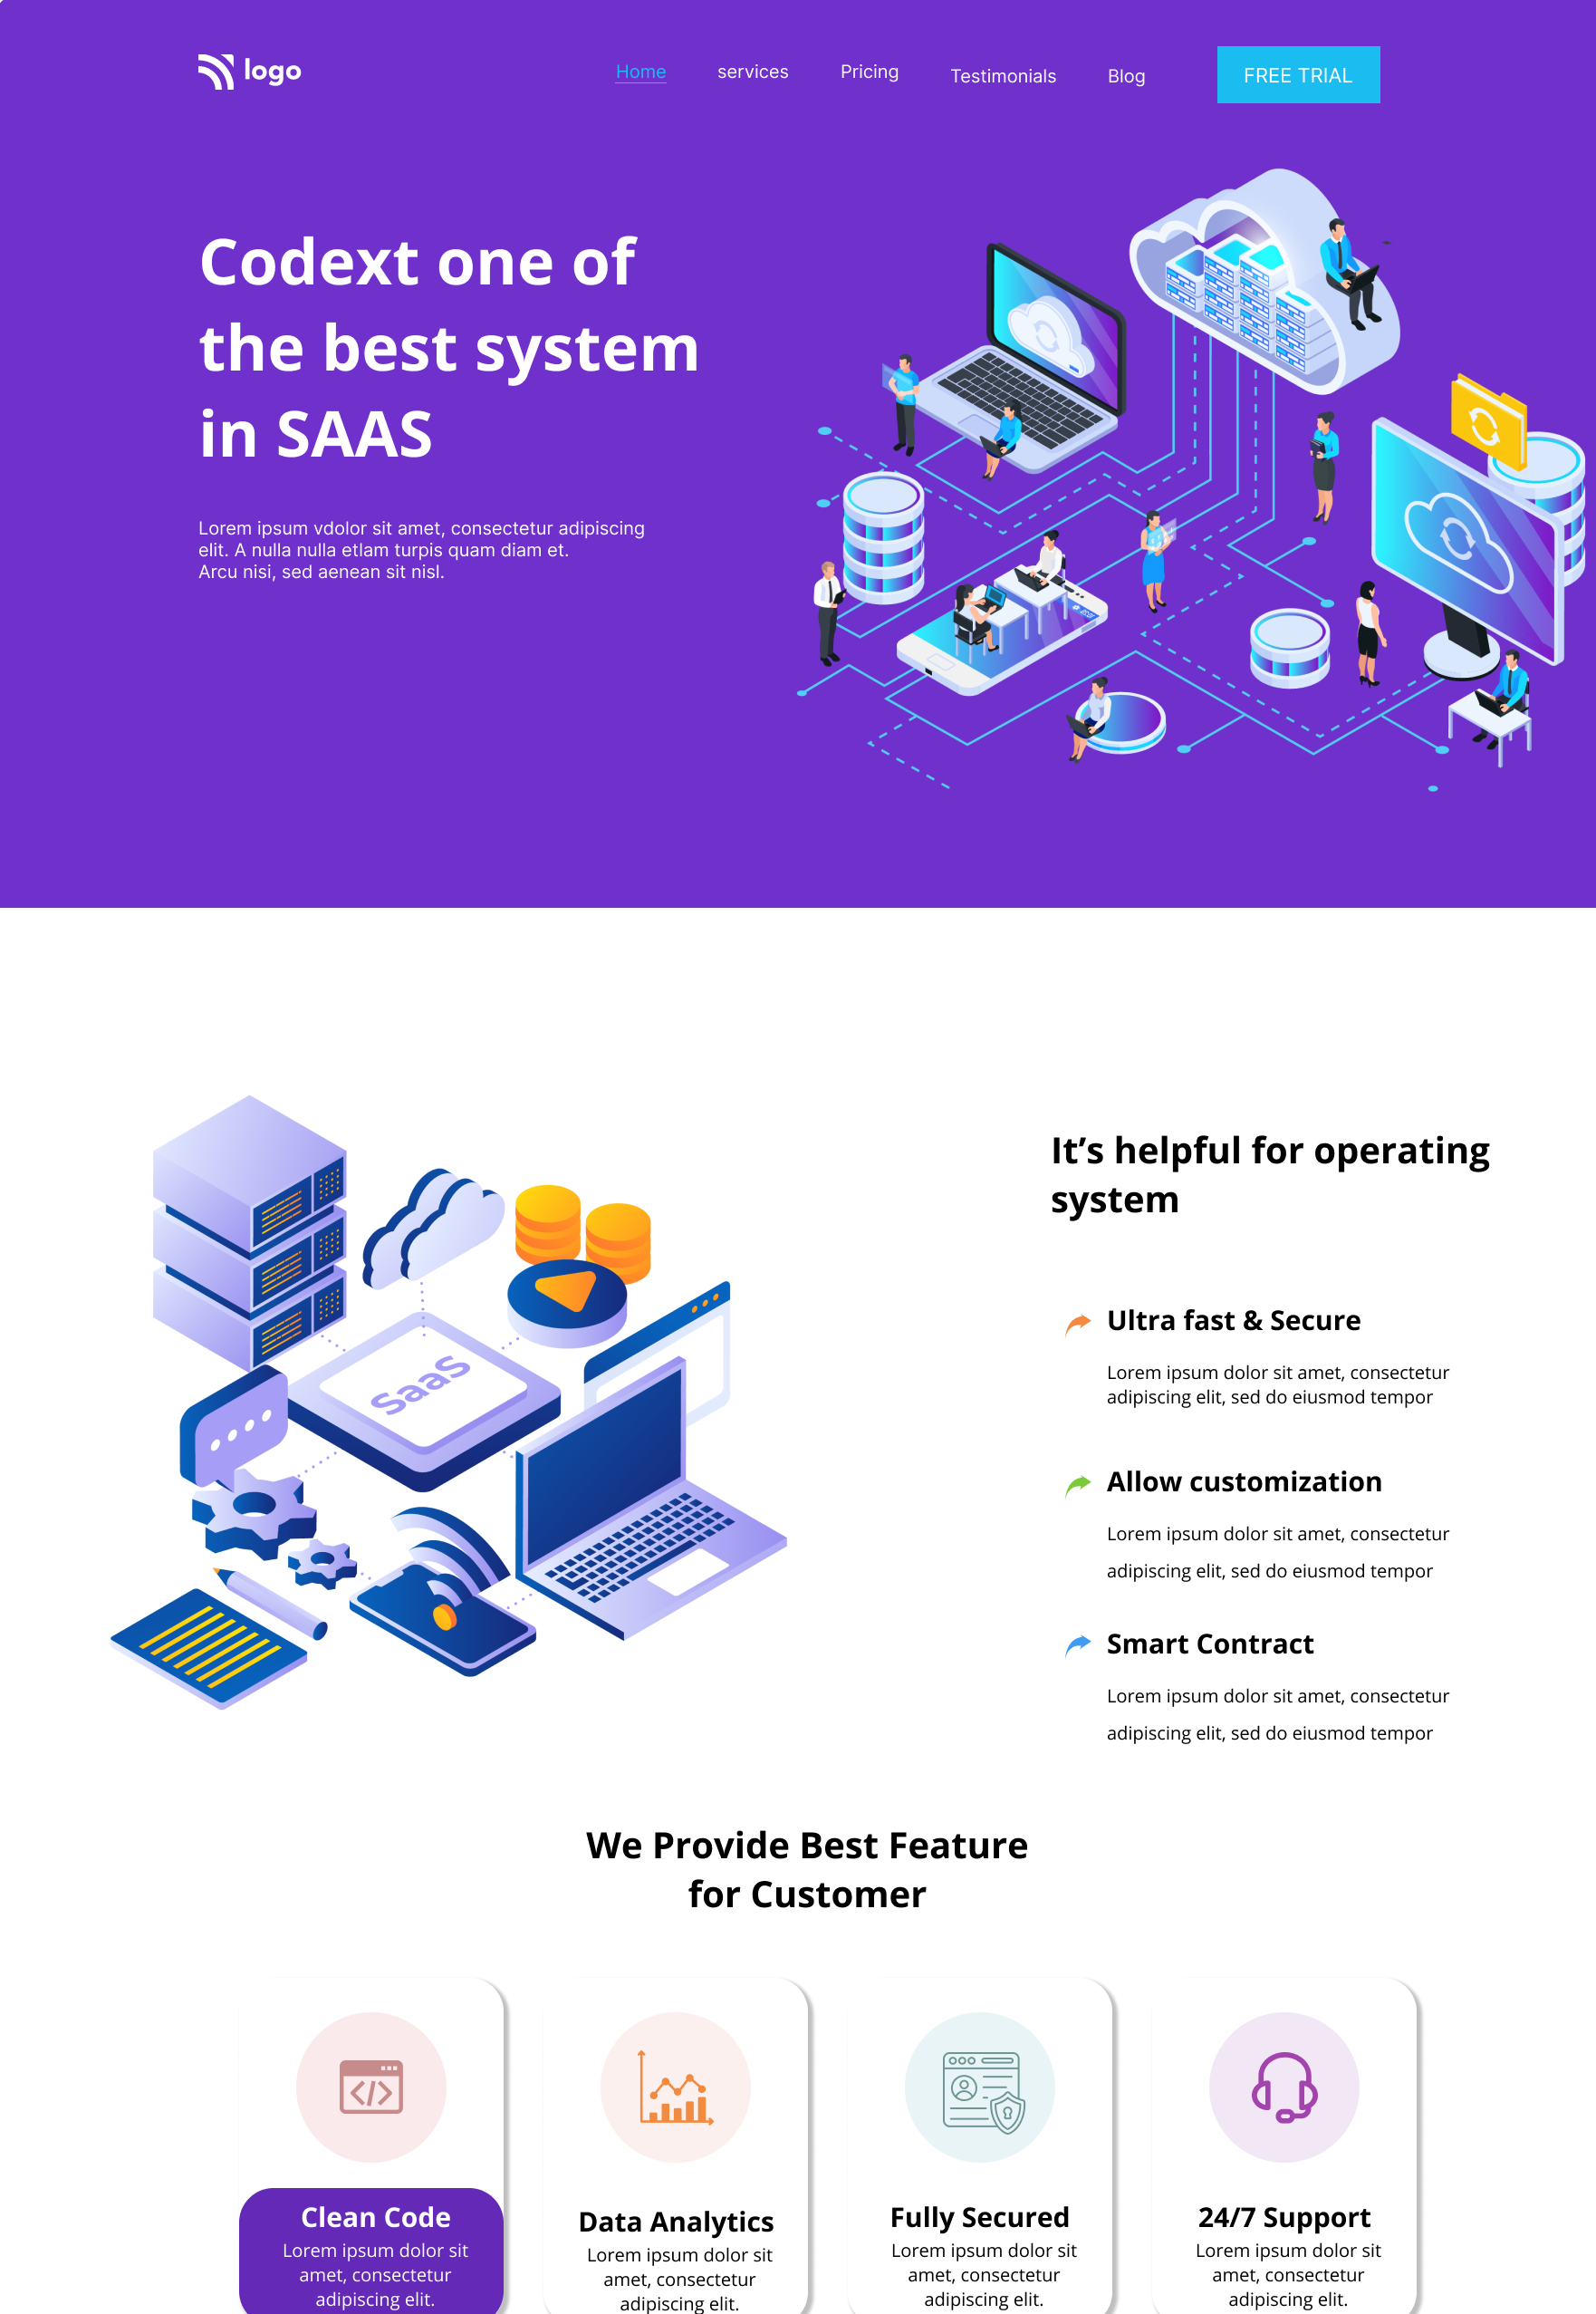 logo
Home
services
Pricing
Testimonials
Blog
FREE TRIAL
Codext one of
the best system
in SAAS
Lorem ipsum vdolor sit amet, consectetur adipiscing
elit. A nulla nulla etlam turpis quam diam et.
Arcu nisi, sed aenean sit nisl.
SaaS
It’s helpful for operating
system
Ultra fast & Secure
Lorem ipsum dolor sit amet, consectetur
adipiscing elit, sed do eiusmod tempor
Allow customization
Lorem ipsum dolor sit amet, consectetur
adipiscing elit, sed do eiusmod tempor
Smart Contract
Lorem ipsum dolor sit amet, consectetur
adipiscing elit, sed do eiusmod tempor
We Provide Best Feature
for Customer
Clean Code
Lorem ipsum dolor sit
amet, consectetur
adipiscing elit.
Data Analytics
Lorem ipsum dolor sit
amet, consectetur
adipiscing elit.
Fully Secured
Lorem ipsum dolor sit
amet, consectetur
adipiscing elit.
24/7 Support
Lorem ipsum dolor sit
amet, consectetur
adipiscing elit.